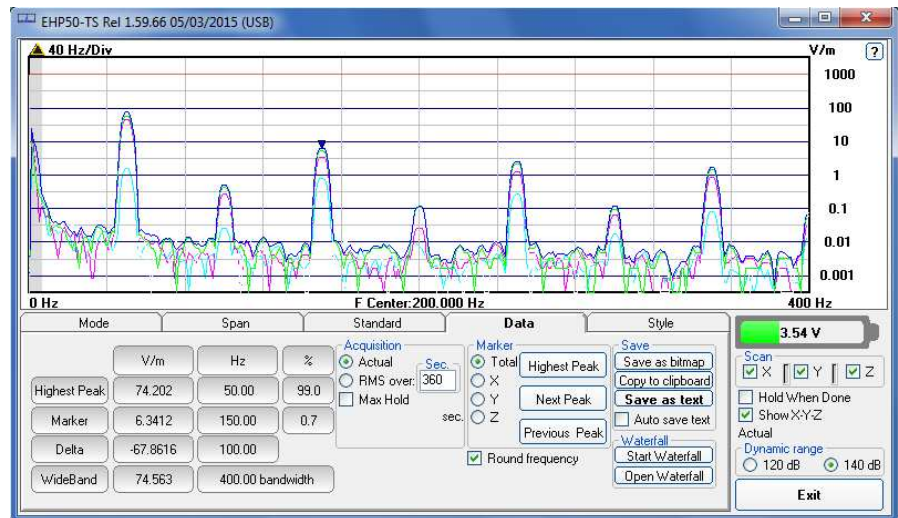 EHP50-TS Rel 1.59.66 05/03/2015 (USB)
40 Hz/Div V/m ?
1000
100
10
1
0.1
0.01
0.001
0 Hz F Center:200.000 Hz 400 Hz
Mode Span Standard Data Style
3.54 V
V/m Hz %
Highest Peak 74.202 50.00 99.0
Marker 6.3412 150.00 0.7
Delta -67.8616 100.00
WideBand 74.563 400.00 bandwidth
Acquisition
Actual Sec.
RMS over: 360
Max Hold
sec.
Marker
Total
X
Y
Z
Highest Peak
Next Peak
Previous Peak
Round frequency
Save
Save as bitmap
Copy to clipboard
Save as text
Auto save text
Waterfall
Start Waterfall
Open Waterfall
Scan
X Y Z
Hold When Done
Show X-Y-Z
Actual
Dynamic range
120 dB 140 dB
Exit